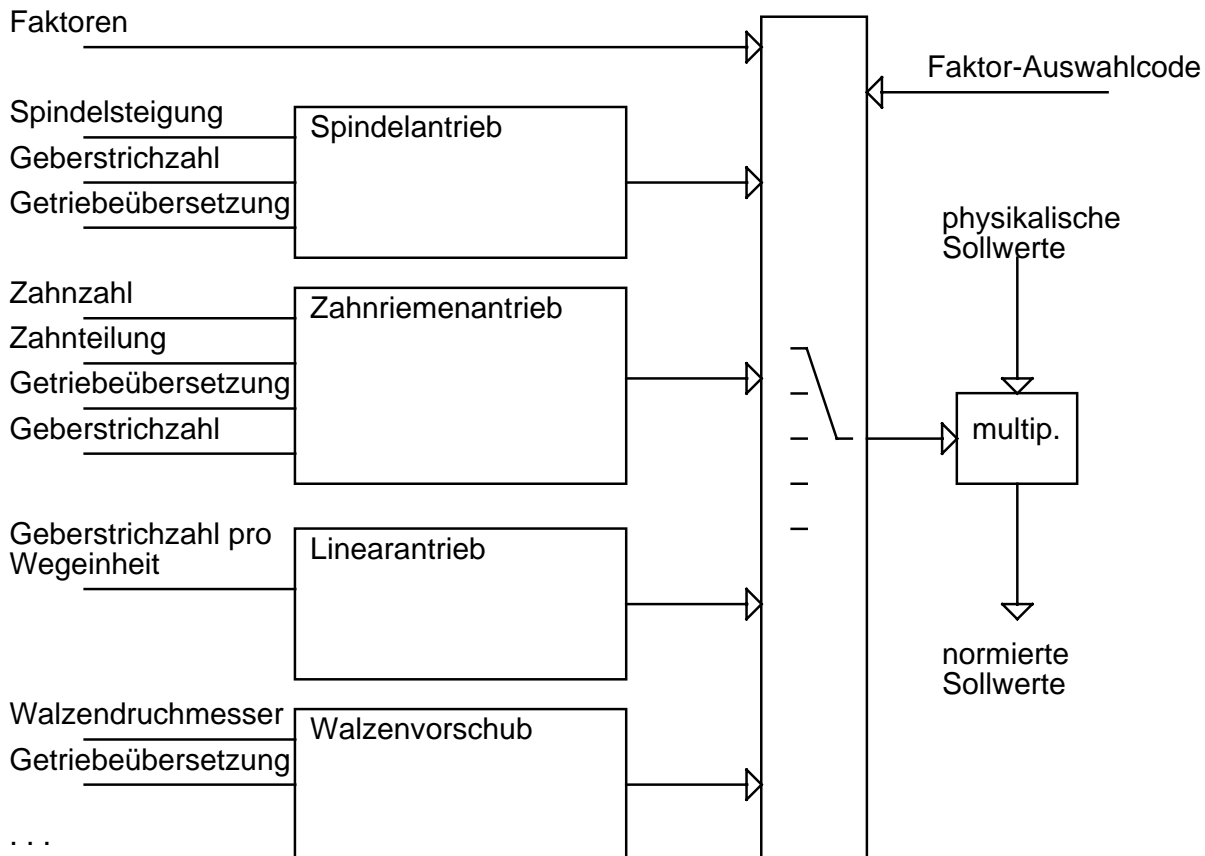 Faktoren
Faktor-Auswahlcode
Spindelsteigung
Spindelantrieb
Geberstrichzahl
Getriebeübersetzung
physikalische
Sollwerte
Zahnzahl
Zahnriemenantrieb
Zahnteilung
Getriebeübersetzung
Geberstrichzahl
multip.
Geberstrichzahl pro
Wegeinheit
Linearantrieb
normierte
Sollwerte
Walzendruchmesser
Walzenvorschub
Getriebeübersetzung
. . .